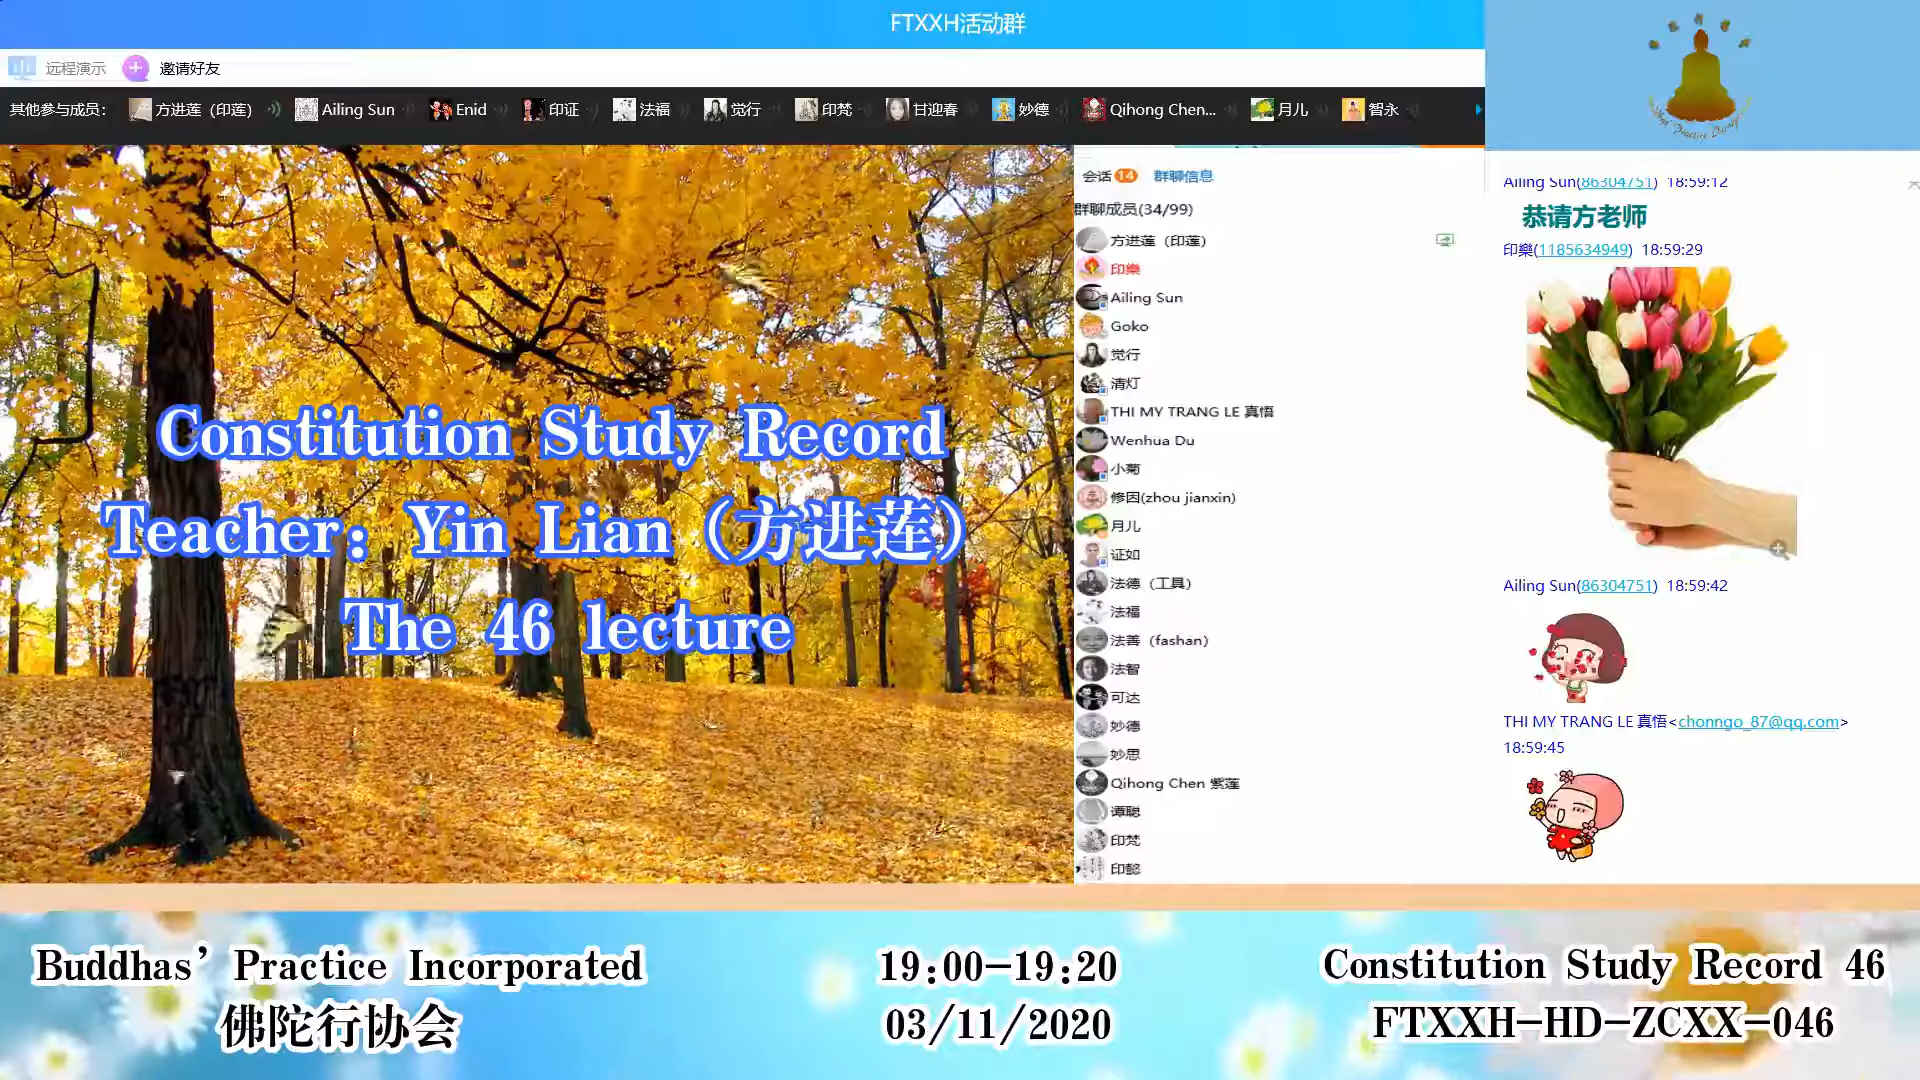 FTXXH活动群
远程演示 邀请好友
其他参与成员： 方进莲（印莲） Ailing Sun Enid 印证 法福 觉行 印梵 甘迎春 妙德 Qihong Chen... 月儿 智永
会话 14 群聊信息
群聊成员(34/99)
方进莲（印莲）
印樂
Ailing Sun
Goko
觉行
清灯
THI MY TRANG LE 真悟
Wenhua Du
小菊
修因(zhou jianxin)
月儿
证如
法德（工具）
法福
法善（fashan）
法智
可达
妙德
妙思
Qihong Chen 紫莲
谭聪
印梵
印懿
Ailing Sun(86304751) 18:59:12
恭请方老师
印樂(1185634949) 18:59:29
Ailing Sun(86304751) 18:59:42
THI MY TRANG LE 真悟<chonngo_87@qq.com>
18:59:45
Constitution Study Record
Teacher：Yin Lian（方进莲）
The 46 lecture
Buddhas’ Practice Incorporated
佛陀行协会
19:00-19:20
03/11/2020
Constitution Study Record 46
FTXXH-HD-ZCXX-046